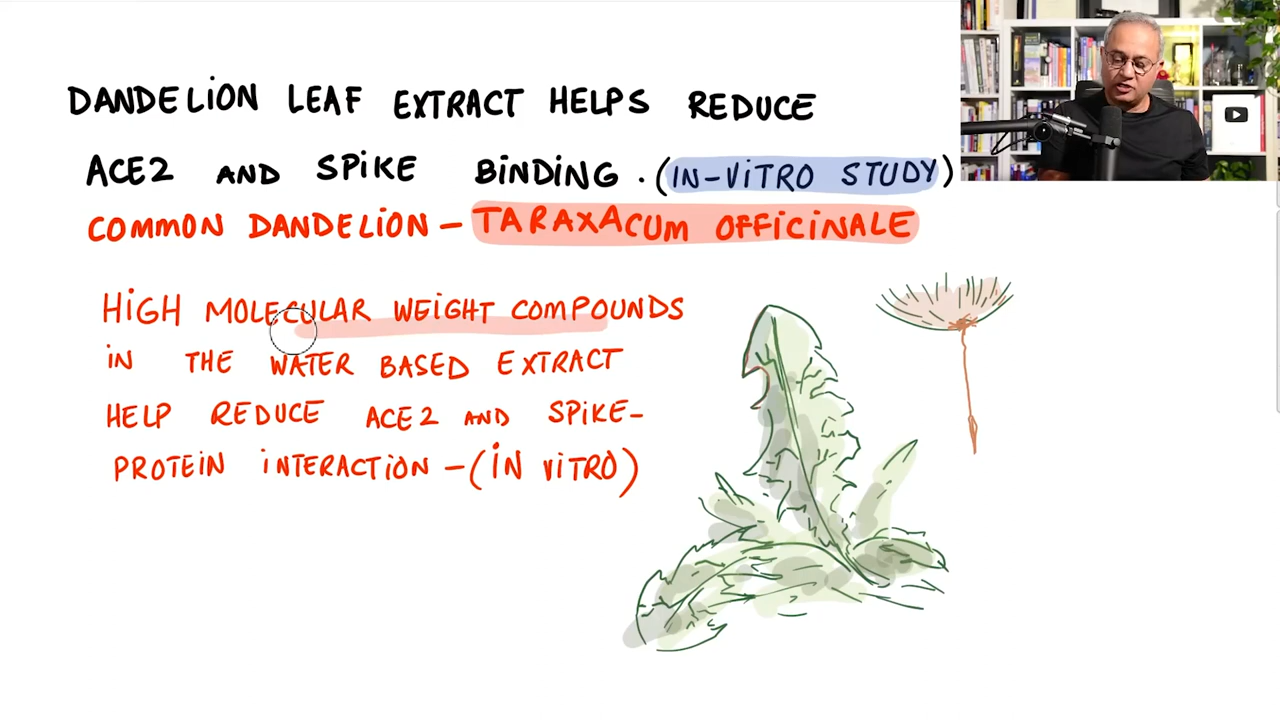 DANDELION LEAF EXTRACT HELPS REDUCE
ACE2 AND SPIKE BINDING. (IN-VITRO STUDY)
COMMON DANDELION – TARAXACUM OFFICINALE
HIGH MOLECULAR WEIGHT COMPOUNDS
IN THE WATER BASED EXTRACT
HELP REDUCE ACE2 AND SPIKE-
PROTEIN INTERACTION – (IN VITRO)